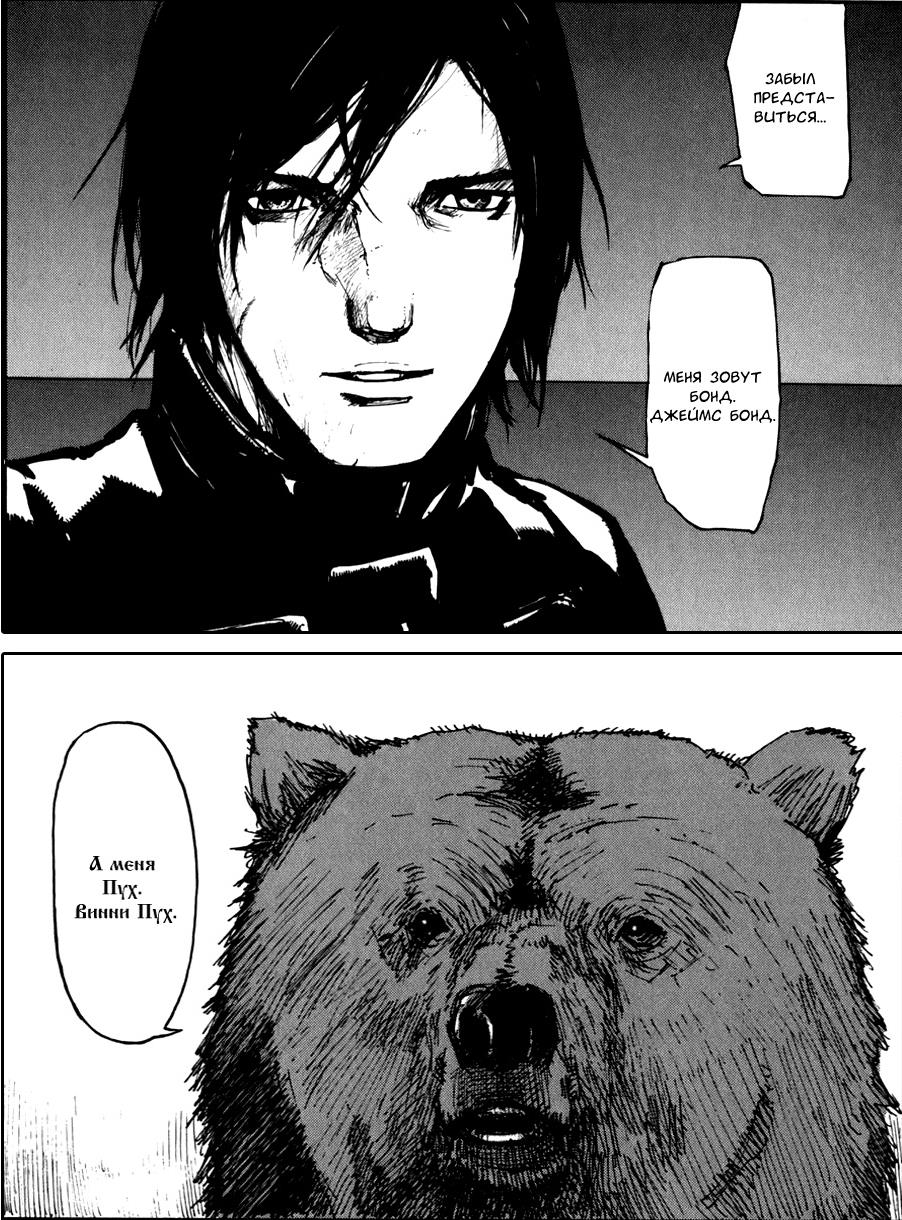 ЗАБЫЛ
ПРЕДСТА-
ВИТЬСЯ...
МЕНЯ ЗОВУТ
БОНД.
ДЖЕЙМС БОНД.
А меня
Пух.
Винни Пух.